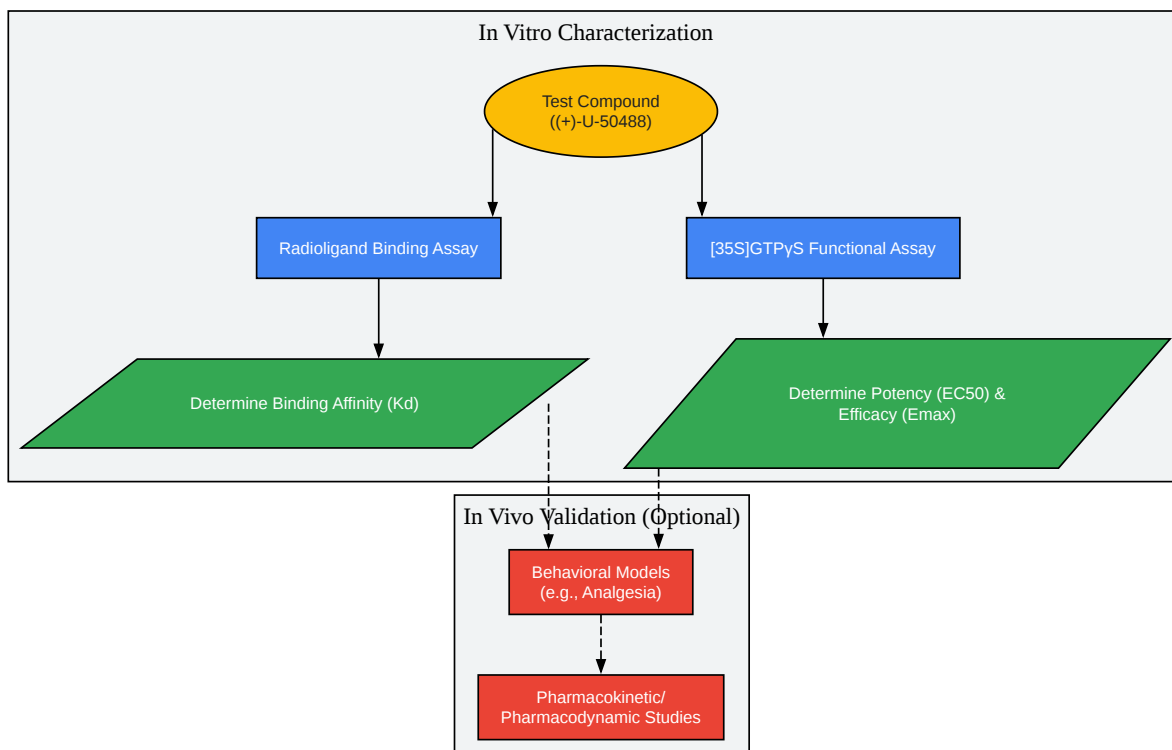 In Vitro Characterization
Test Compound
((+)-U-50488)
Radioligand Binding Assay
[35S]GTPγS Functional Assay
Determine Binding Affinity (Kd)
Determine Potency (EC50) &
Efficacy (Emax)
In Vivo Validation (Optional)
Behavioral Models
(e.g., Analgesia)
Pharmacokinetic/
Pharmacodynamic Studies